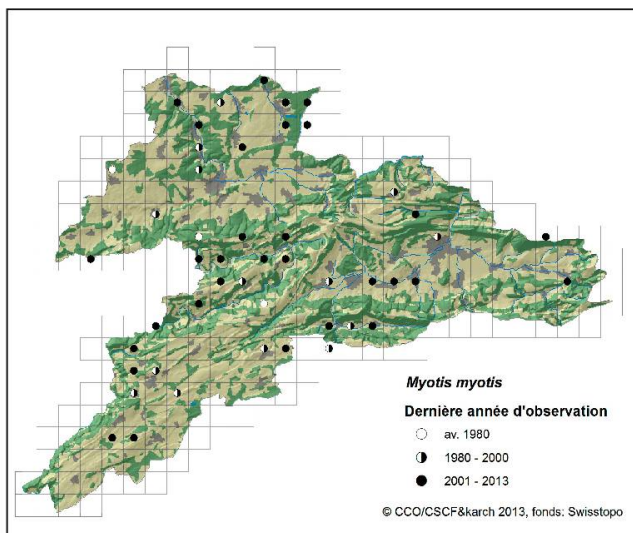 Myotis myotis
Dernière année d'observation
av. 1980
1980 - 2000
2001 - 2013
© CCO/CSCF&karch 2013, fonds: Swisstopo